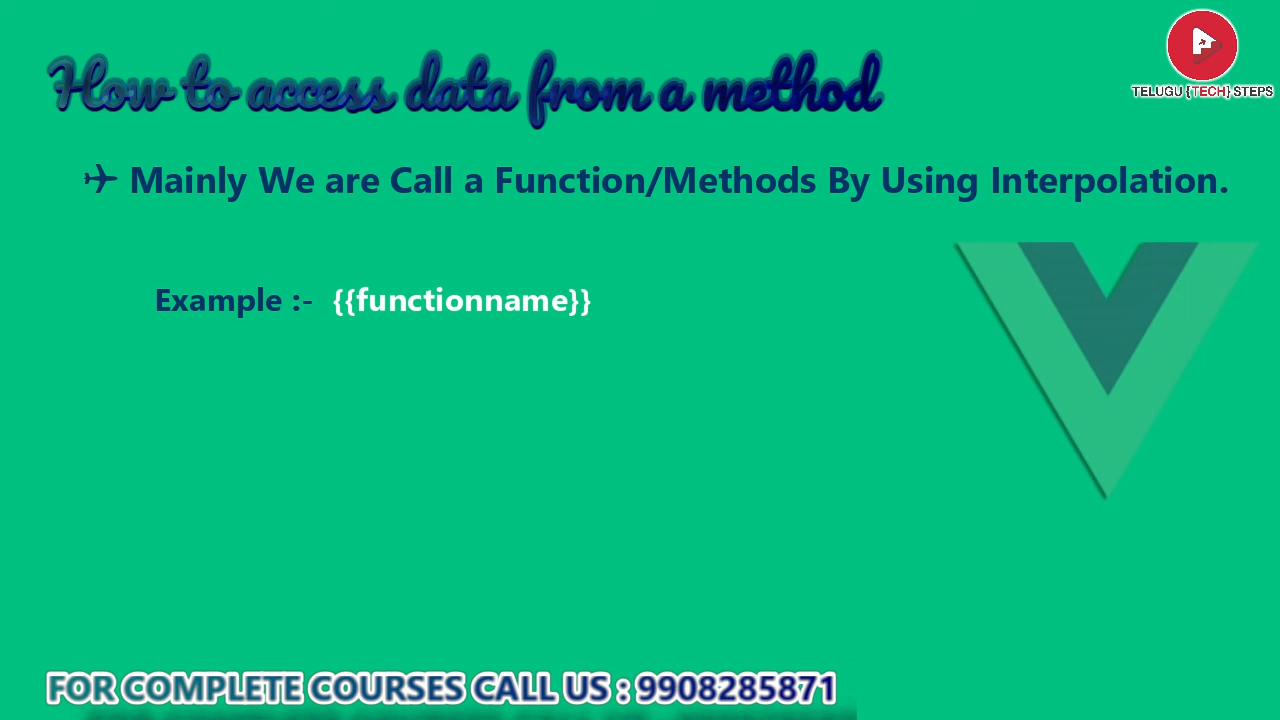 How to access data from a method
TELUGU {TECH} STEPS
✈ Mainly We are Call a Function/Methods By Using Interpolation.
Example :- {{functionname}}
FOR COMPLETE COURSES CALL US : 9908285871